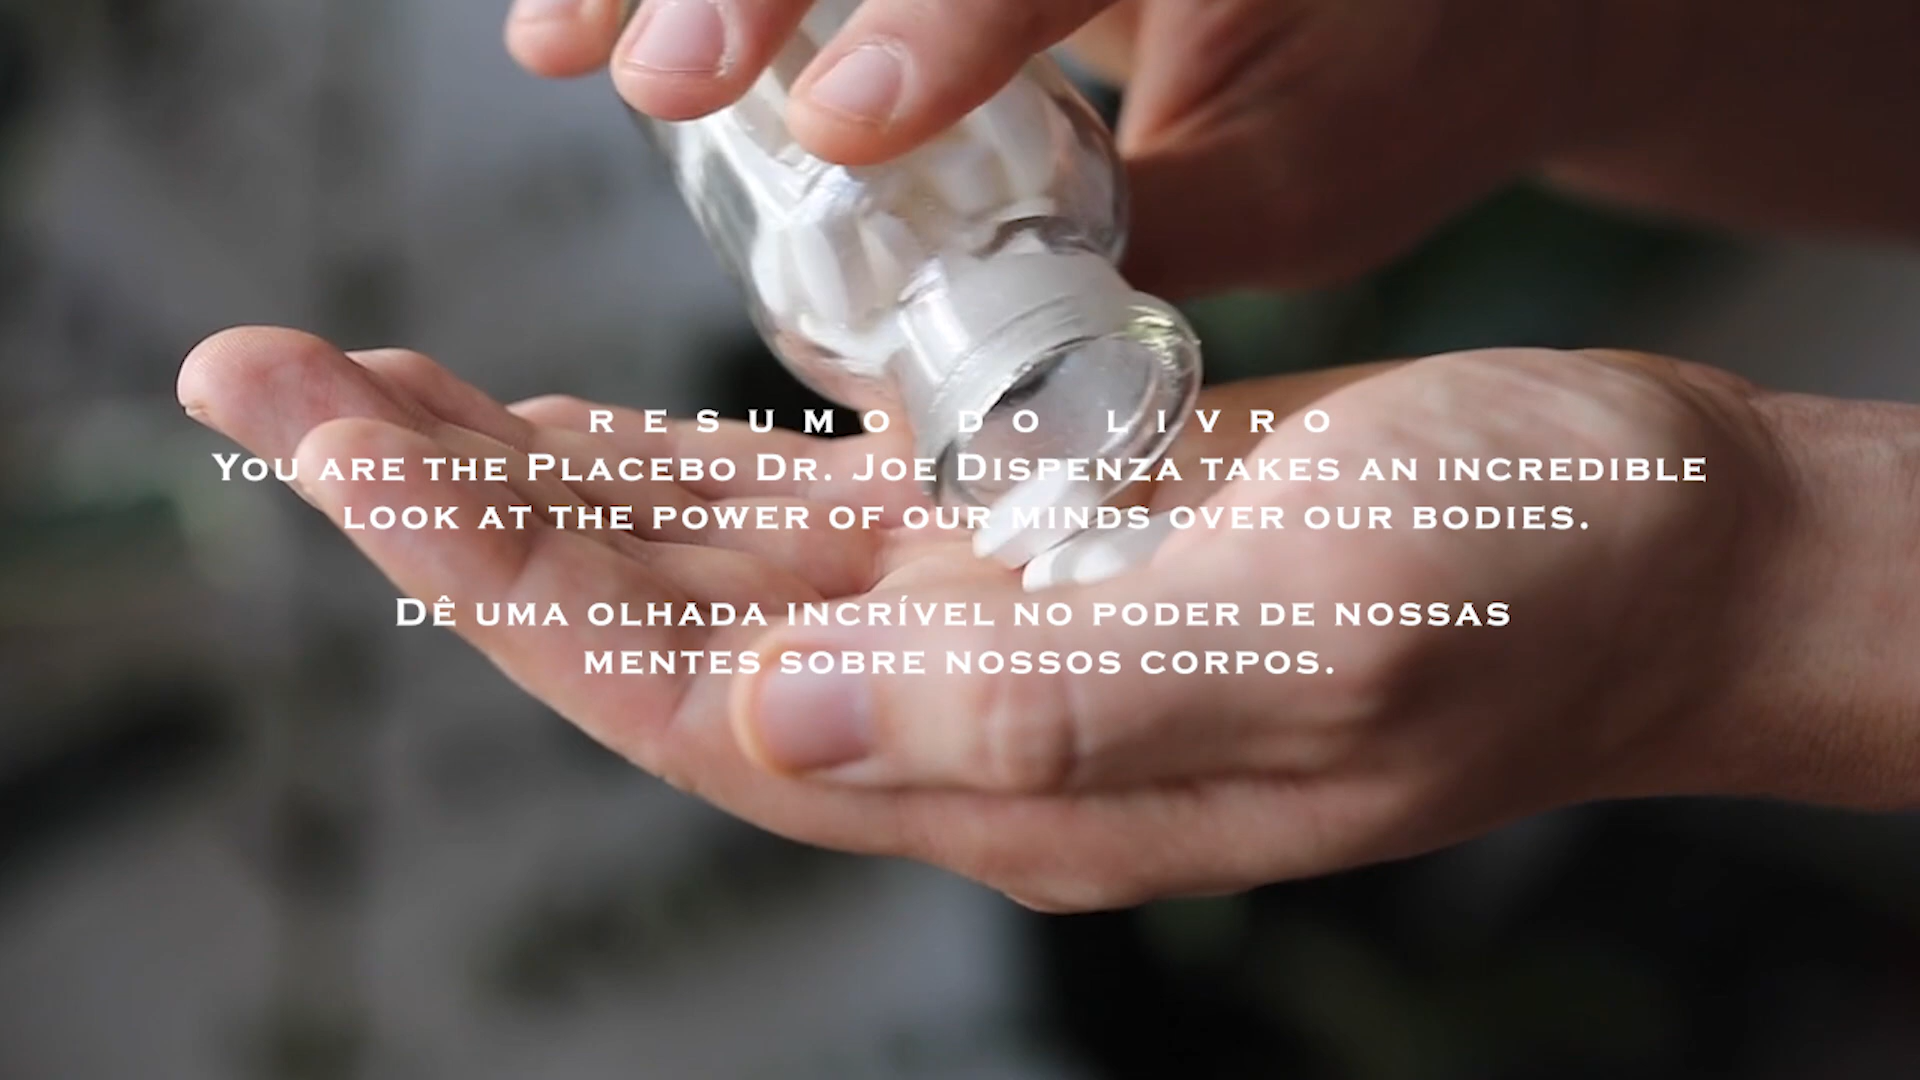 RESUMO DO LIVRO
You are the Placebo Dr. Joe Dispenza takes an incredible
look at the power of our minds over our bodies.
Dê uma olhada incrível no poder de nossas
mentes sobre nossos corpos.